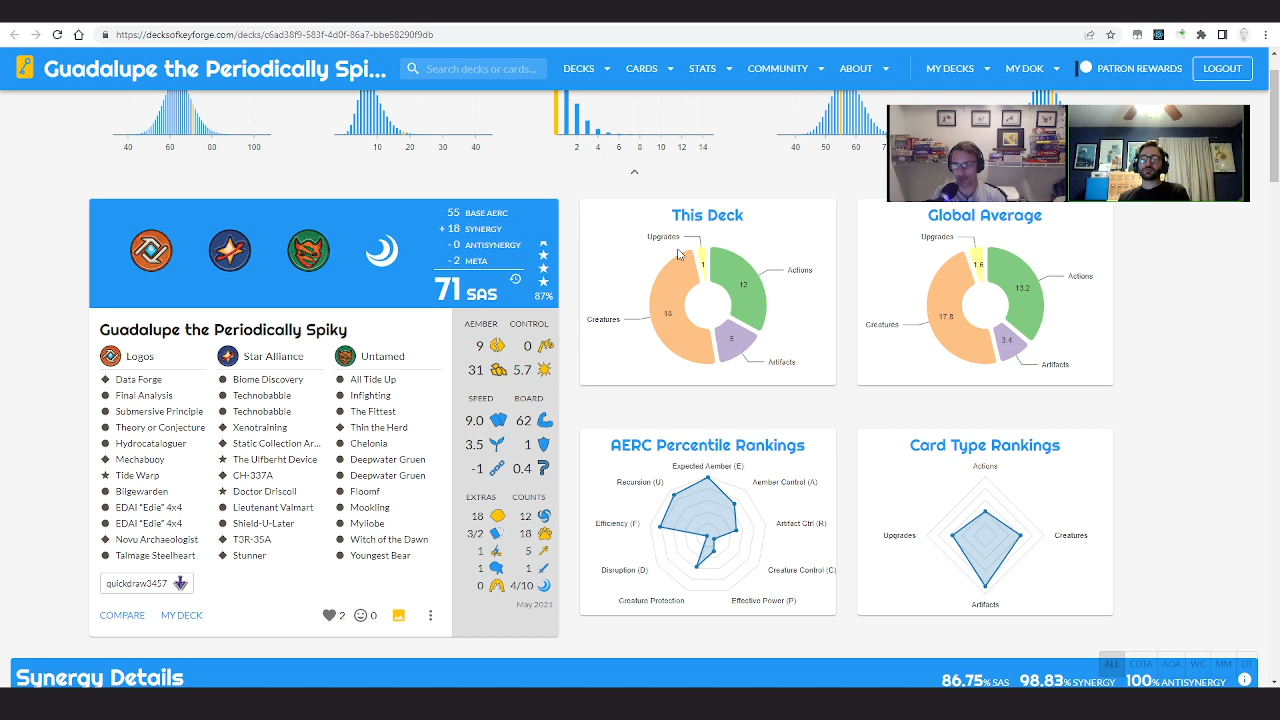 https://decksofkeyforge.com/decks/c6ad38f9-583f-4d0f-86a7-bbe58290f9db
Guadalupe the Periodically Spi...
Search decks or cards...
DECKS
CARDS
STATS
COMMUNITY
ABOUT
MY DECKS
MY DOK
PATRON REWARDS
LOGOUT
40 60 100
10 20 30 40
2 4 6 8 10 12 14
40 50 60 70
55 BASE AERC
+ 18 SYNERGY
- 0 ANTISYNERGY
- 2 META
71 SAS
87%
Guadalupe the Periodically Spiky
Logos
Data Forge
Final Analysis
Submersive Principle
Theory or Conjecture
Hydrocataloguer
Mechabuoy
Tide Warp
Bilgewarden
EDAI "Edie" 4x4
EDAI "Edie" 4x4
Novu Archaeologist
Talmage Steelheart
Star Alliance
Biome Discovery
Technobabble
Technobabble
Xenotraining
Static Collection Ar...
The Ulfberht Device
CH-337A
Doctor Driscoll
Lieutenant Valmart
Shield-U-Later
T3R-35A
Stunner
Untamed
All Tide Up
Infighting
The Fittest
Thin the Herd
Chelonia
Deepwater Gruen
Deepwater Gruen
Floomf
Mookling
Myliobe
Witch of the Dawn
Youngest Bear
quickdraw3457
COMPARE
MY DECK
2
0
AEMBER CONTROL
9 0
31 5.7
SPEED BOARD
9.0 62
3.5 1
-1 0.4
EXTRAS COUNTS
18 12
3/2 18
1 5
1 1
0 4/10
May 2021
This Deck
Upgrades
1
Actions
12
Creatures
18
5
Artifacts
Global Average
Upgrades
1.6
Actions
13.2
Creatures
17.8
3.4
Artifacts
AERC Percentile Rankings
Expected Aember (E)
Recursion (U)
Aember Control (A)
Efficiency (F)
Artifact Ctrl (R)
Disruption (D)
Creature Control (C)
Creature Protection
Effective Power (P)
Card Type Rankings
Actions
Upgrades
Creatures
Artifacts
ALL COTA AOA WC MM DT
Synergy Details
86.75% SAS 98.83% SYNERGY 100% ANTISYNERGY